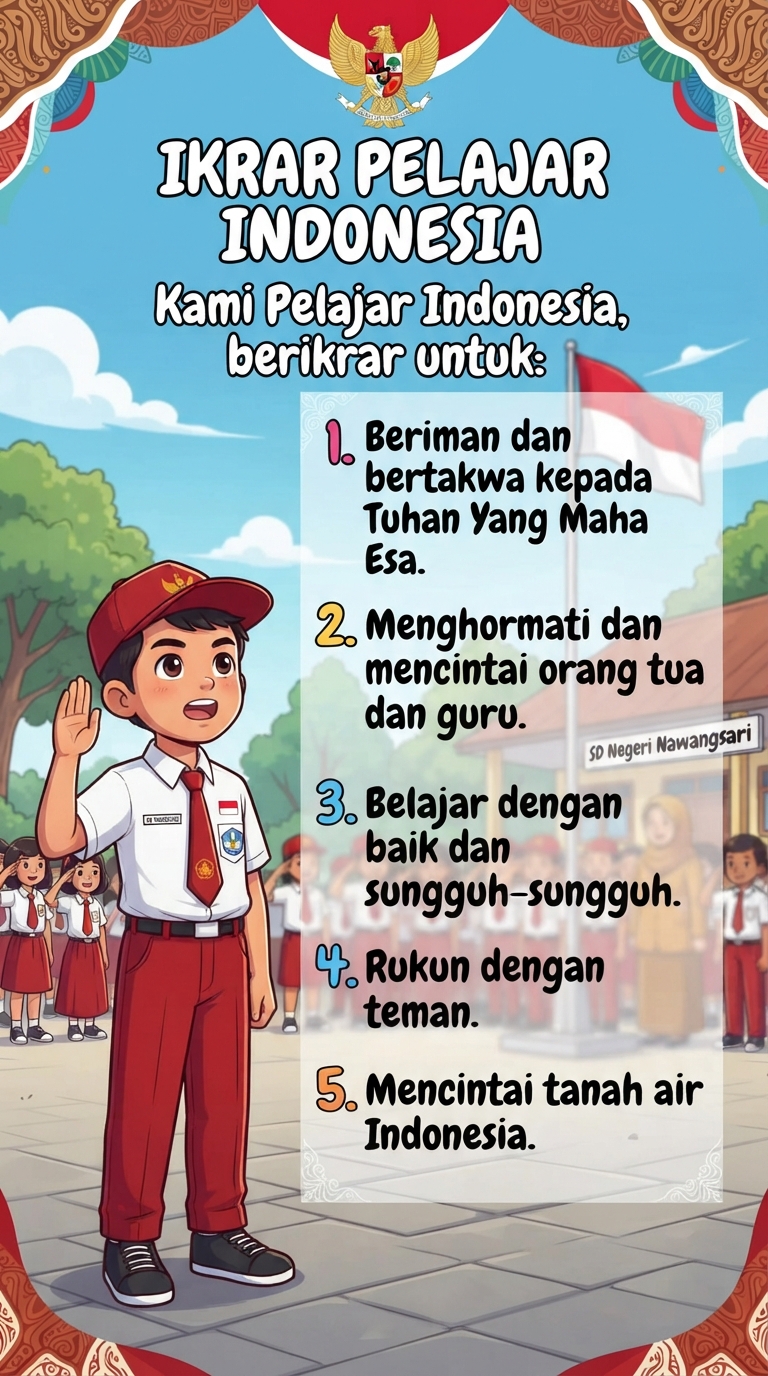 IKRAR PELAJAR
INDONESIA
Kami Pelajar Indonesia,
berikrar untuk:
1. Beriman dan
bertakwa kepada
Tuhan Yang Maha
Esa.
2. Menghormati dan
mencintai orang tua
dan guru.
SD Negeri Nawangsari
3. Belajar dengan
baik dan
sungguh-sungguh.
4. Rukun dengan
teman.
5. Mencintai tanah air
Indonesia.